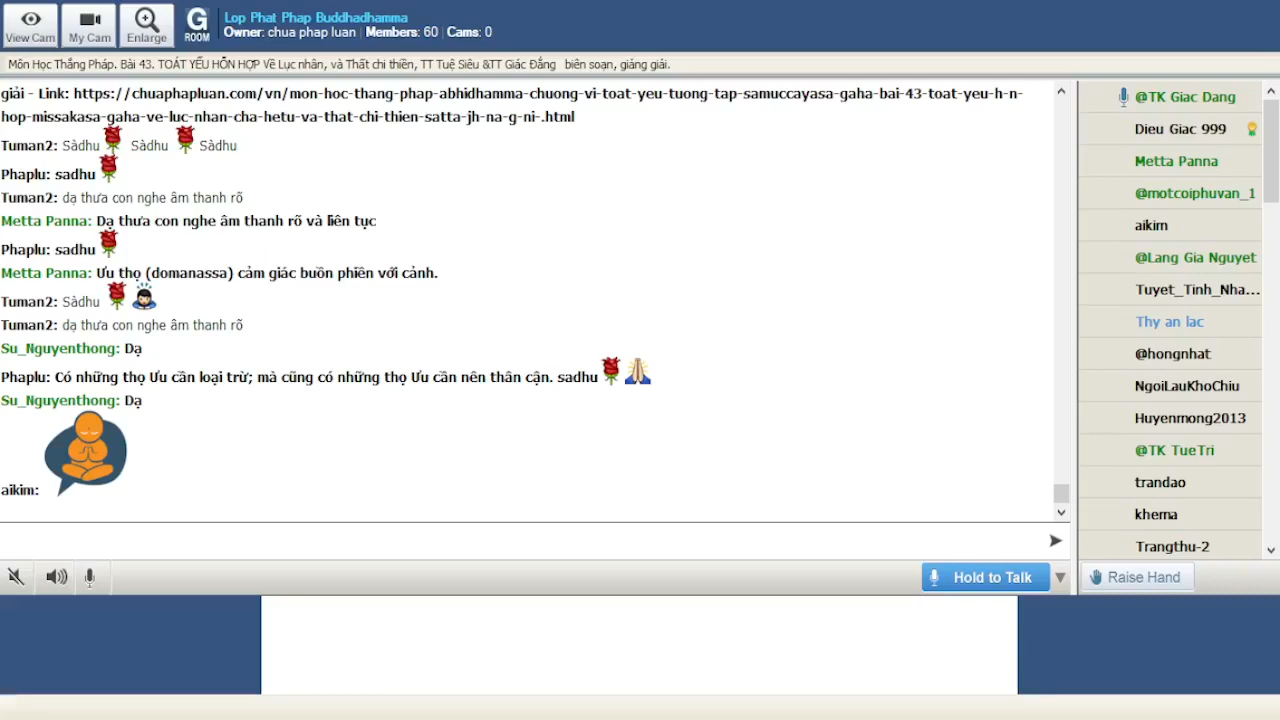 View Cam
My Cam
Enlarge
G
ROOM
Lop Phat Phap Buddhadhamma
Owner: chua phap luan | Members: 60 | Cams: 0
Môn Học Thắng Pháp. Bài 43. TOÁT YẾU HỖN HỢP Về Lục nhân, và Thất chi thiền, TT Tuệ Siêu &TT Giác Đẳng biên soạn, giảng giải.
giải - Link: https://chuaphapluan.com/vn/mon-hoc-thang-phap-abhidhamma-chuong-vi-toat-yeu-tuong-tap-samuccayasa-gaha-bai-43-toat-yeu-h-n-
hop-missakasa-gaha-ve-luc-nhan-cha-hetu-va-that-chi-thien-satta-jh-na-g-ni-.html
Tuman2: Sàdhu Sàdhu Sàdhu
Phaplu: sadhu
Tuman2: dạ thưa con nghe âm thanh rõ
Metta Panna: Dạ thưa con nghe âm thanh rõ và liên tục
Phaplu: sadhu
Metta Panna: Ưu thọ (domanassa) cảm giác buồn phiền với cảnh.
Tuman2: Sàdhu
Tuman2: dạ thưa con nghe âm thanh rõ
Su_Nguyenthong: Dạ
Phaplu: Có những thọ Ưu cần loại trừ; mà cũng có những thọ Ưu cần nên thân cận. sadhu
Su_Nguyenthong: Dạ
aikim:
Hold to Talk
@TK Giac Dang
Dieu Giac 999
Metta Panna
@motcoiphuvan_1
aikim
@Lang Gia Nguyet
Tuyet_Tinh_Nha...
Thy an lac
@hongnhat
NgoiLauKhoChiu
Huyenmong2013
@TK TueTri
trandao
khema
Trangthu-2
Raise Hand